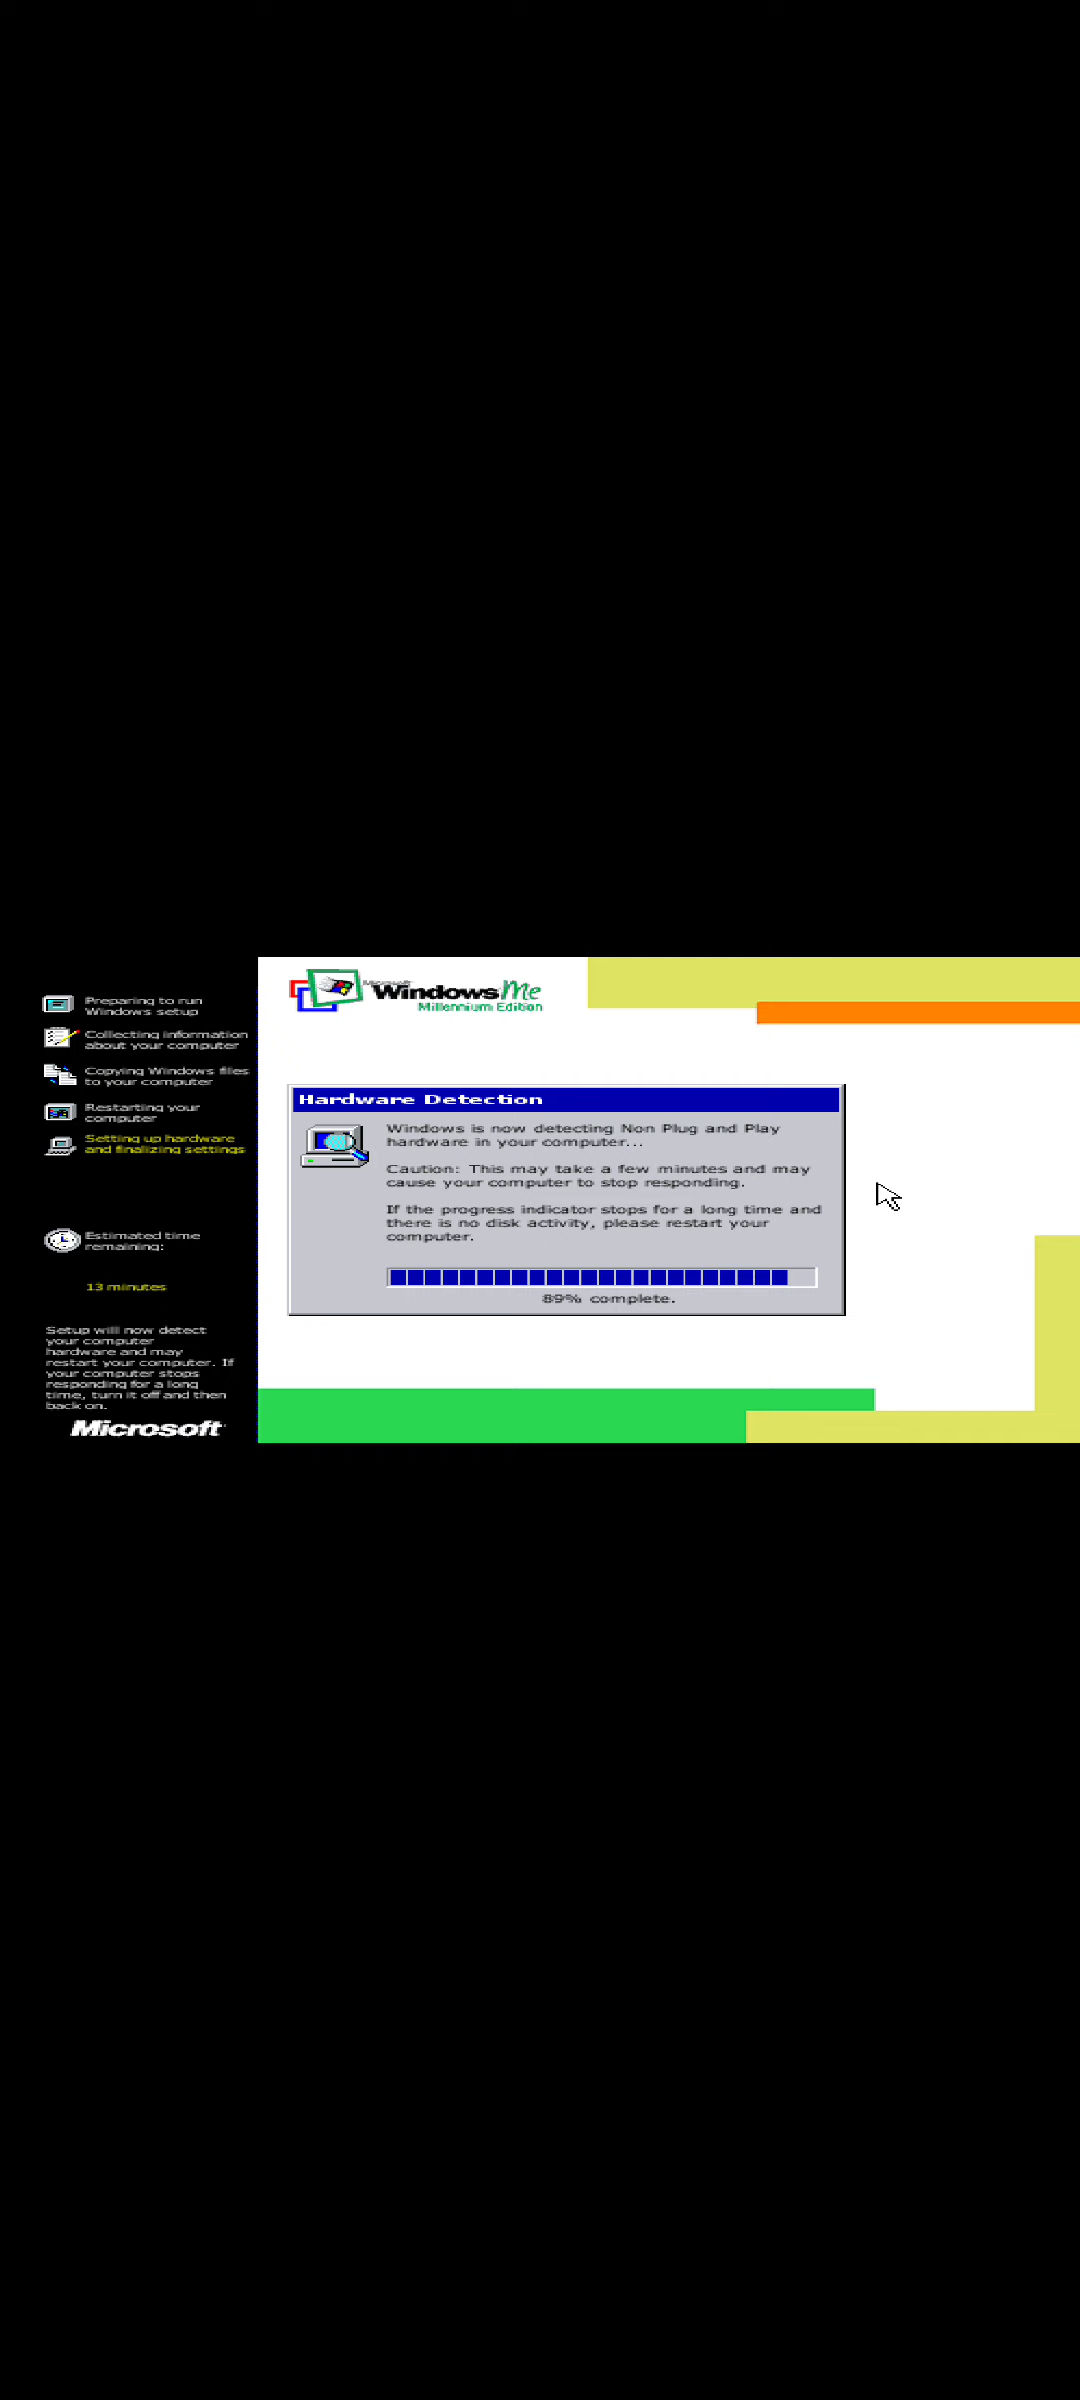 Preparing to run
Windows setup
Collecting information
about your computer
Copying Windows files
to your computer
Restarting your
computer
Setting up hardware
and finalizing settings
Estimated time
remaining:
13 minutes
Setup will now detect
your computer
hardware and may
restart your computer. If
your computer stops
responding for a long
time, turn it off and then
back on.
Microsoft
Microsoft
Windows Me
Millennium Edition
Hardware Detection
Windows is now detecting Non Plug and Play
hardware in your computer...
Caution: This may take a few minutes and may
cause your computer to stop responding.
If the progress indicator stops for a long time and
there is no disk activity, please restart your
computer.
89% complete.